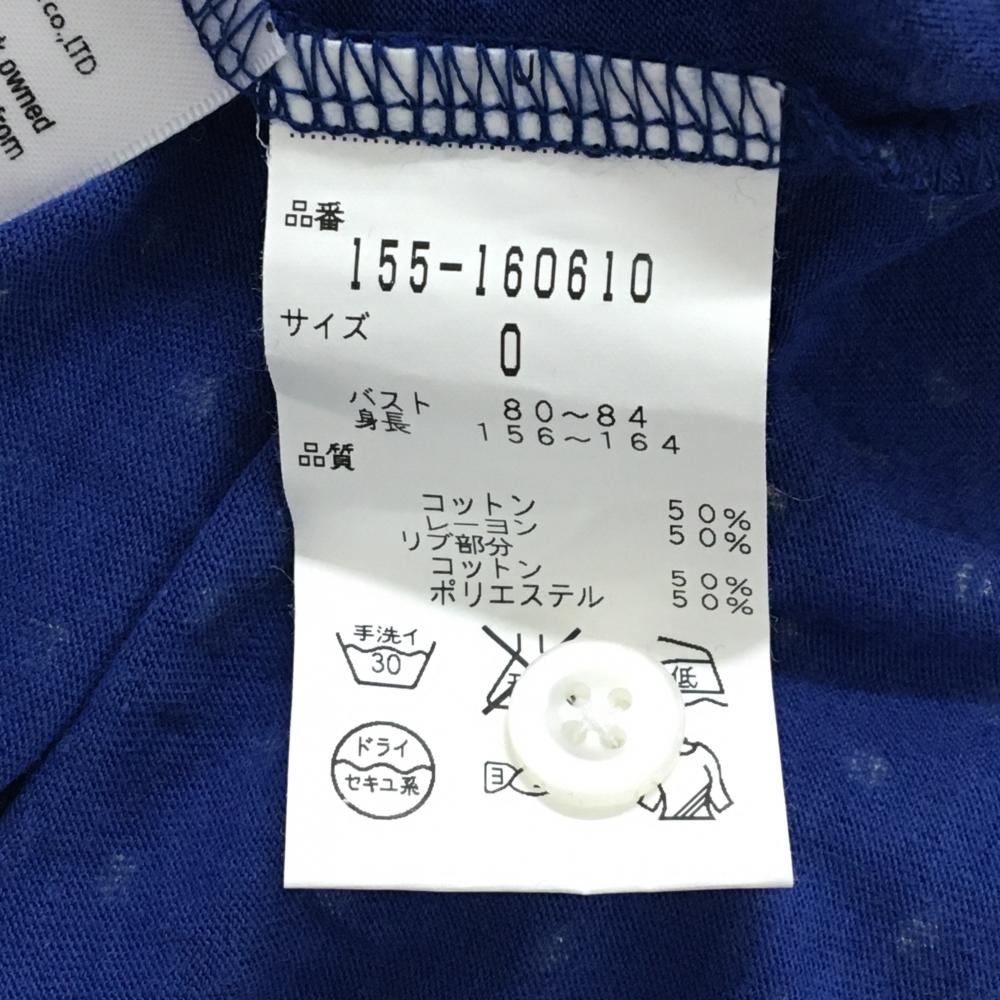 co.,LTD
owned
from
品番
155-160610
サイズ
0
バスト 80～84
身長 156～164
品質
コットン 50%
レーヨン 50%
リブ部分
コットン 50%
ポリエステル 50%
手洗イ
30
低
ドライ
セキユ系
ヨ